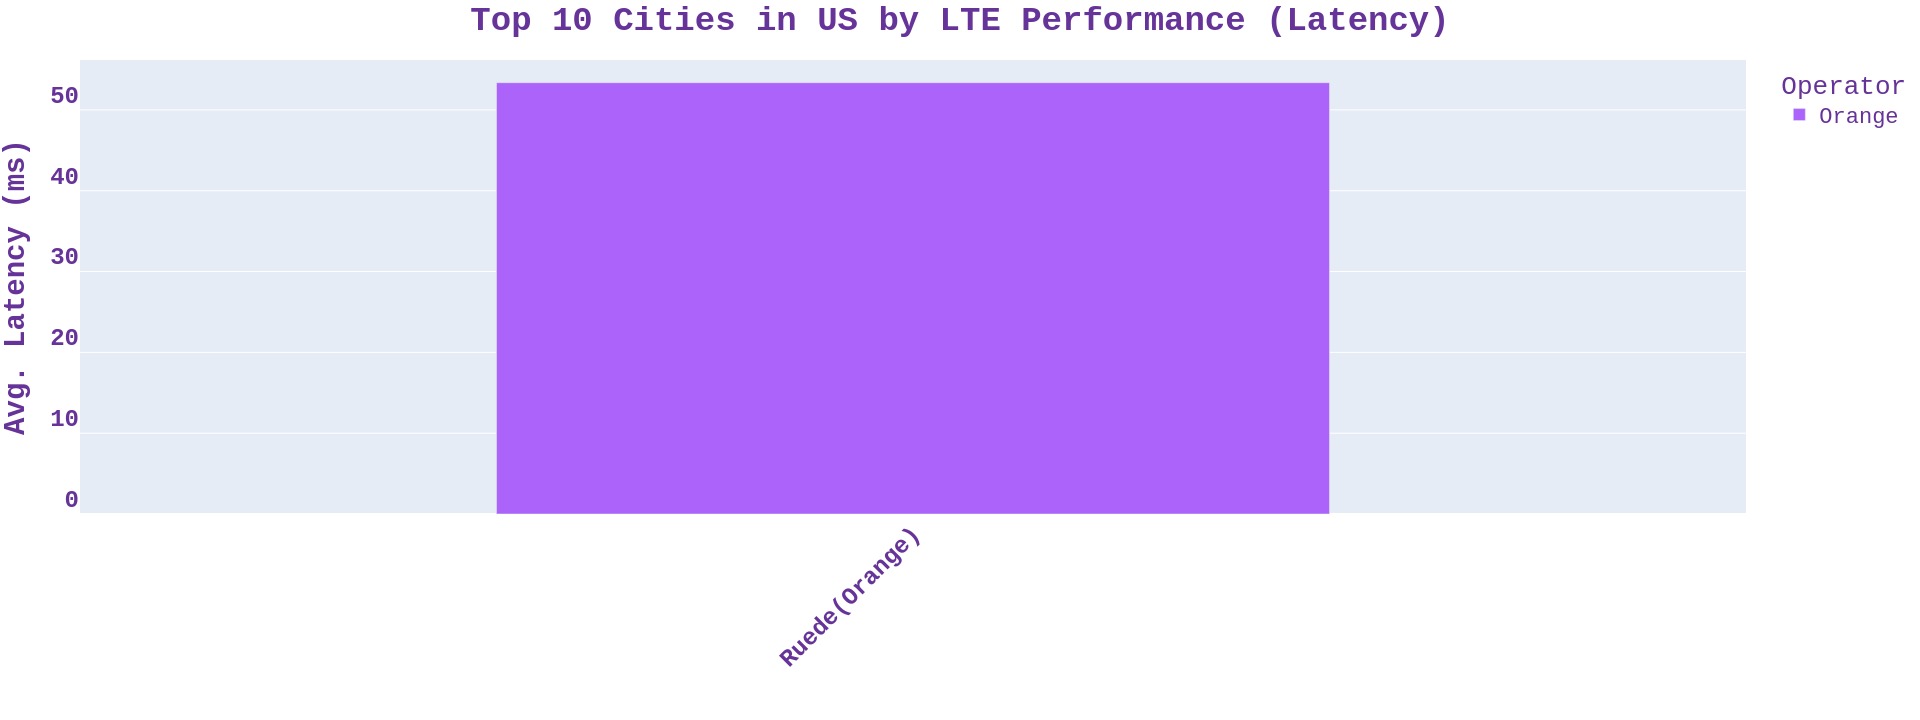 Top 10 Cities in US by LTE Performance (Latency)
Operator
Orange
Avg. Latency (ms)
50
40
30
20
10
0
Ruede(Orange)